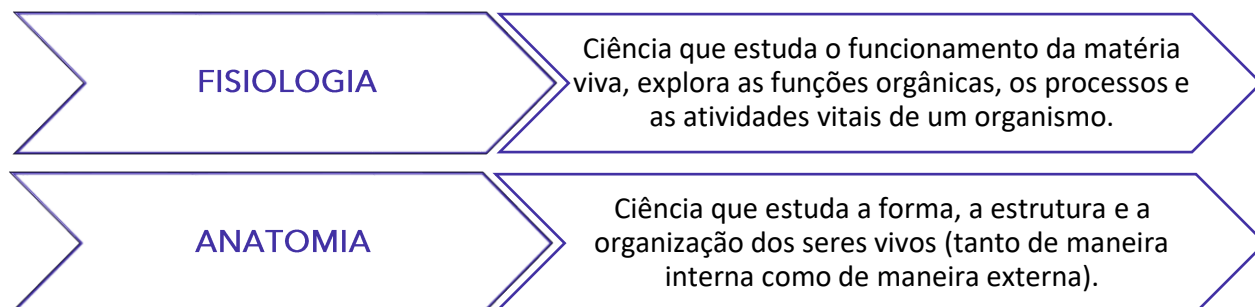 FISIOLOGIA
Ciência que estuda o funcionamento da matéria
viva, explora as funções orgânicas, os processos e
as atividades vitais de um organismo.
ANATOMIA
Ciência que estuda a forma, a estrutura e a
organização dos seres vivos (tanto de maneira
interna como de maneira externa).